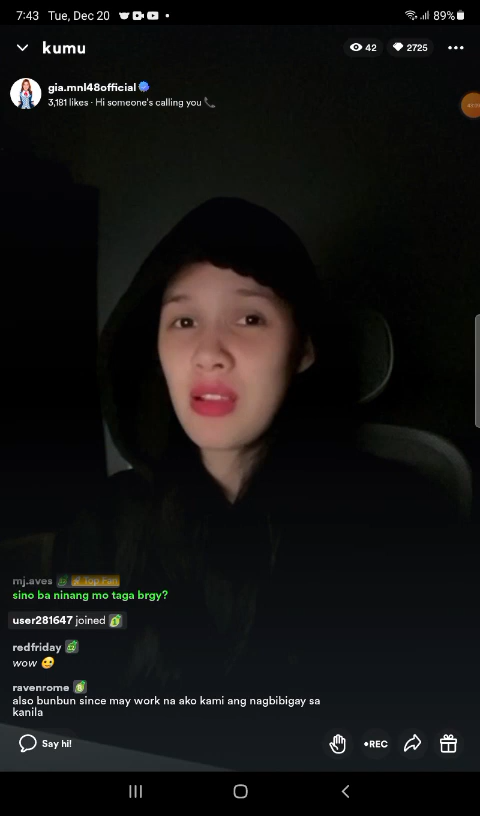 7:43 Tue, Dec 20 89%
kumu
42 2725
gia.mnl48official
3,181 likes · Hi someone's calling you
mj.aves Top Fan
sino ba ninang mo taga brgy?
user281647 joined
redfriday
wow
ravenrome
also bunbun since may work na ako kami ang nagbibigay sa
kanila
Say hi!
•REC